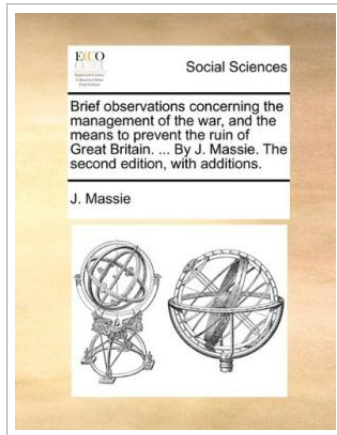 ECCO
Social Sciences
Brief observations concerning the
management of the war, and the
means to prevent the ruin of
Great Britain. ... By J. Massie. The
second edition, with additions.
J. Massie